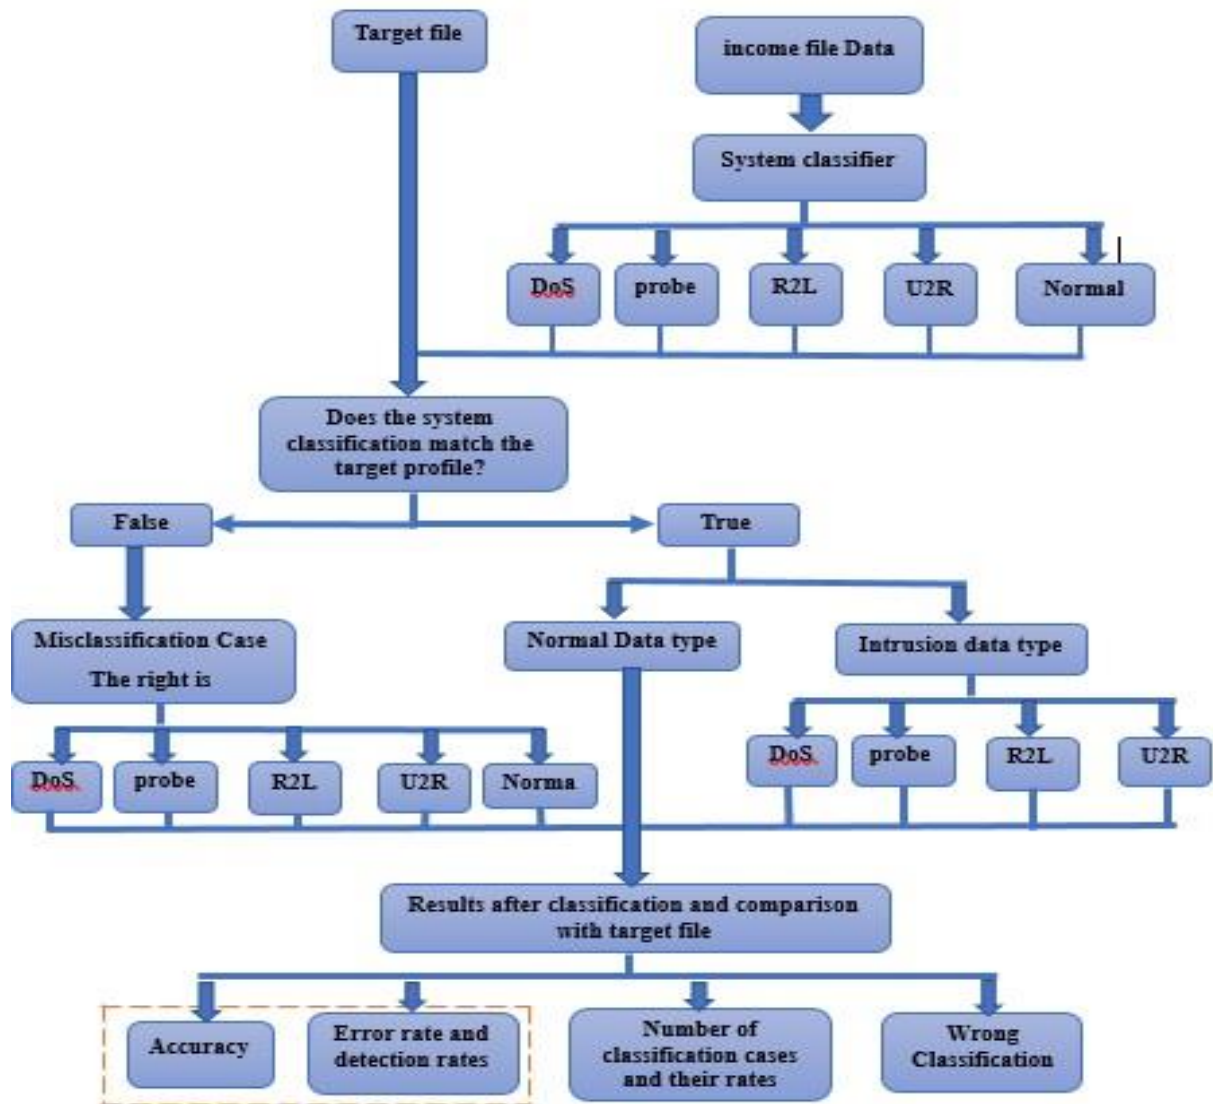 Target file
income file Data
System classifier
DoS
probe
R2L
U2R
Normal
Does the system
classification match the
target profile?
False
True
Misclassification Case
The right is
Normal Data type
Intrusion data type
DoS
probe
R2L
U2R
Norma
DoS
probe
R2L
U2R
Results after classification and comparison
with target file
Accuracy
Error rate and
detection rates
Number of
classification cases
and their rates
Wrong
Classification